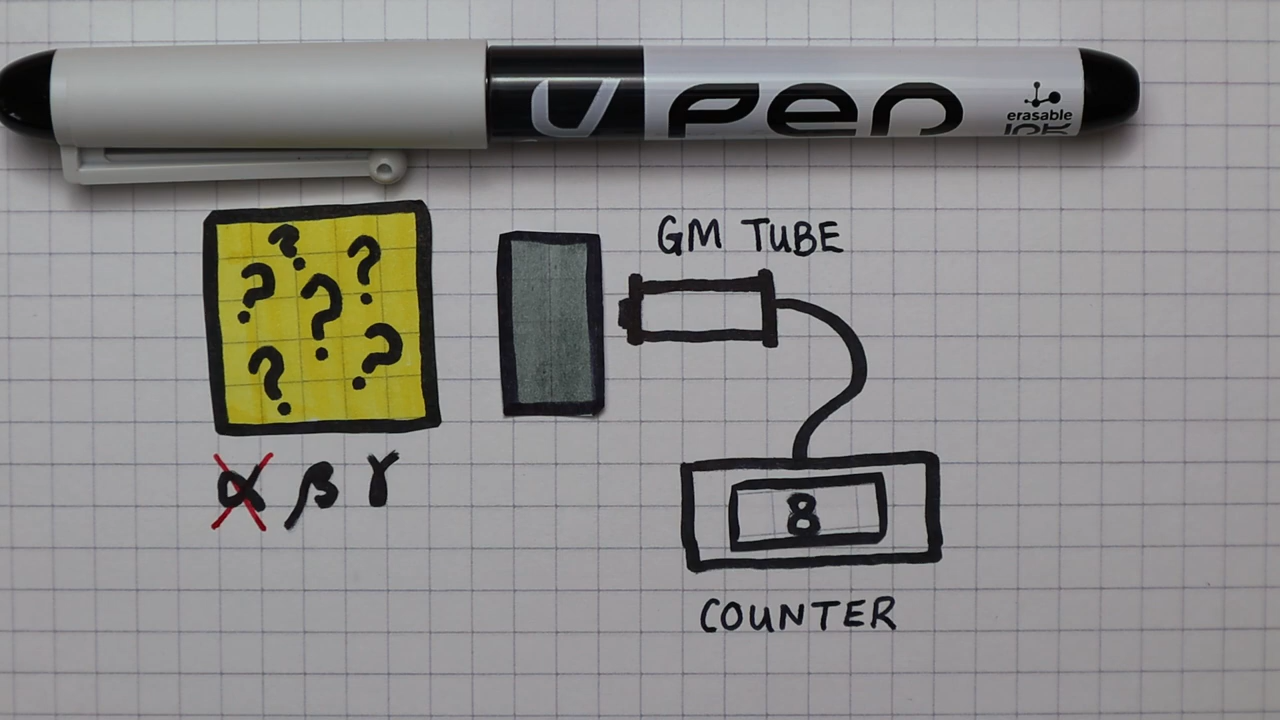 V Pen
erasable
INK
GM TUBE
? ? ? ? ? ?
α β γ
8
COUNTER